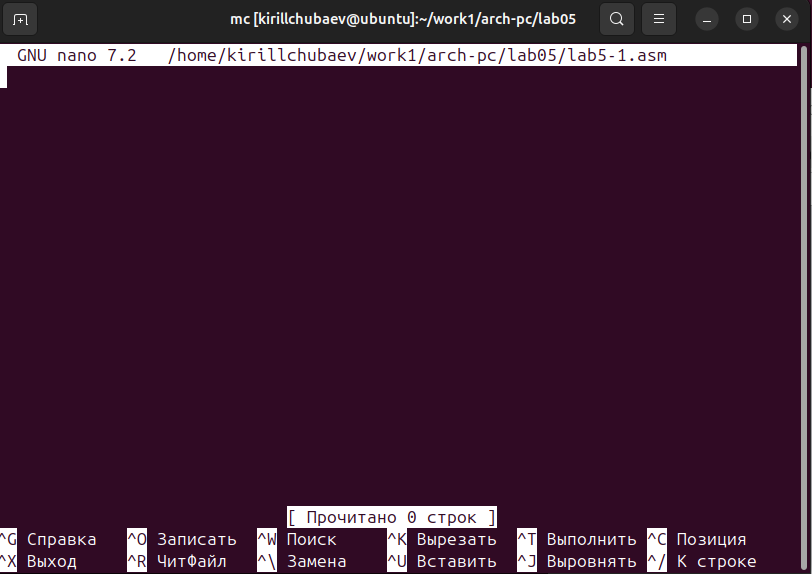 mc [kirillchubaev@ubuntu]:~/work1/arch-pc/lab05
GNU nano 7.2 /home/kirillchubaev/work1/arch-pc/lab05/lab5-1.asm
[ Прочитано 0 строк ]
^G Справка ^O Записать ^W Поиск ^K Вырезать ^T Выполнить ^C Позиция
^X Выход ^R ЧитФайл ^\ Замена ^U Вставить ^J Выровнять ^/ К строке